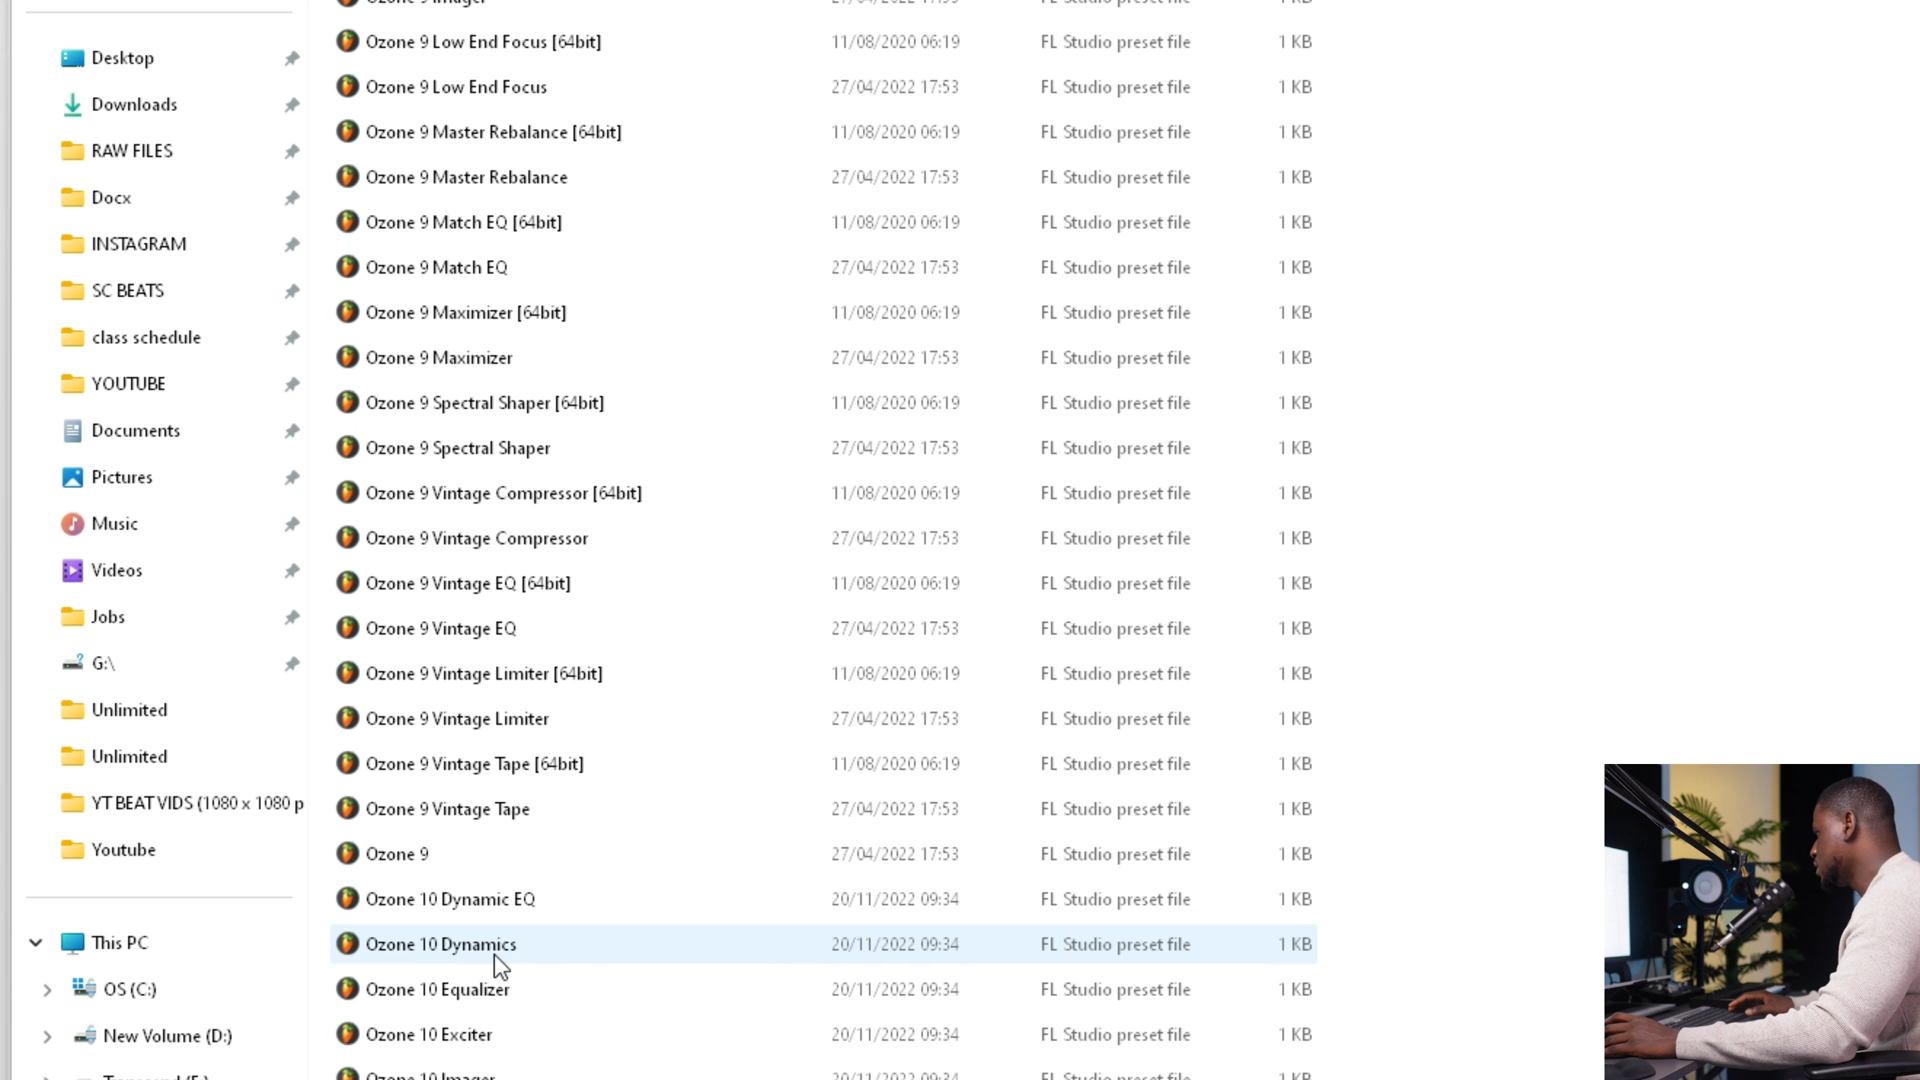 Desktop
Downloads
RAW FILES
Docx
INSTAGRAM
SC BEATS
class schedule
YOUTUBE
Documents
Pictures
Music
Videos
Jobs
G:\
Unlimited
Unlimited
YT BEAT VIDS (1080 x 1080 p
Youtube
This PC
OS (C:)
New Volume (D:)
Ozone 9 Low End Focus [64bit] 11/08/2020 06:19 FL Studio preset file 1 KB
Ozone 9 Low End Focus 27/04/2022 17:53 FL Studio preset file 1 KB
Ozone 9 Master Rebalance [64bit] 11/08/2020 06:19 FL Studio preset file 1 KB
Ozone 9 Master Rebalance 27/04/2022 17:53 FL Studio preset file 1 KB
Ozone 9 Match EQ [64bit] 11/08/2020 06:19 FL Studio preset file 1 KB
Ozone 9 Match EQ 27/04/2022 17:53 FL Studio preset file 1 KB
Ozone 9 Maximizer [64bit] 11/08/2020 06:19 FL Studio preset file 1 KB
Ozone 9 Maximizer 27/04/2022 17:53 FL Studio preset file 1 KB
Ozone 9 Spectral Shaper [64bit] 11/08/2020 06:19 FL Studio preset file 1 KB
Ozone 9 Spectral Shaper 27/04/2022 17:53 FL Studio preset file 1 KB
Ozone 9 Vintage Compressor [64bit] 11/08/2020 06:19 FL Studio preset file 1 KB
Ozone 9 Vintage Compressor 27/04/2022 17:53 FL Studio preset file 1 KB
Ozone 9 Vintage EQ [64bit] 11/08/2020 06:19 FL Studio preset file 1 KB
Ozone 9 Vintage EQ 27/04/2022 17:53 FL Studio preset file 1 KB
Ozone 9 Vintage Limiter [64bit] 11/08/2020 06:19 FL Studio preset file 1 KB
Ozone 9 Vintage Limiter 27/04/2022 17:53 FL Studio preset file 1 KB
Ozone 9 Vintage Tape [64bit] 11/08/2020 06:19 FL Studio preset file 1 KB
Ozone 9 Vintage Tape 27/04/2022 17:53 FL Studio preset file 1 KB
Ozone 9 27/04/2022 17:53 FL Studio preset file 1 KB
Ozone 10 Dynamic EQ 20/11/2022 09:34 FL Studio preset file 1 KB
Ozone 10 Dynamics 20/11/2022 09:34 FL Studio preset file 1 KB
Ozone 10 Equalizer 20/11/2022 09:34 FL Studio preset file 1 KB
Ozone 10 Exciter 20/11/2022 09:34 FL Studio preset file 1 KB
Ozone 10 Imager 20/11/2022 09:34 FL Studio preset file 1 KB